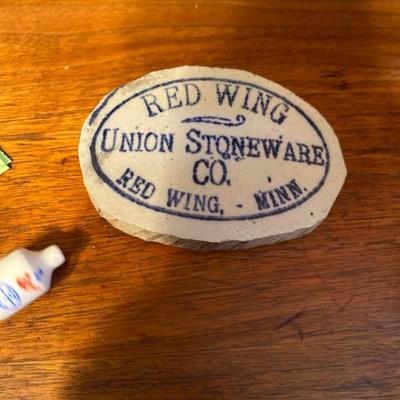 RED WING
UNION STONEWARE
CO.
RED WING, - MINN.